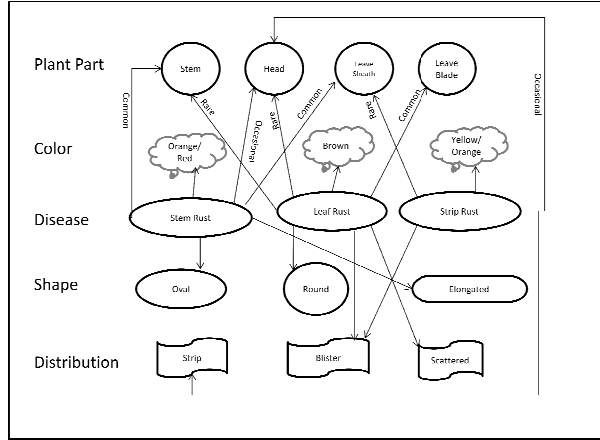 Plant Part
Stem
Head
Leave
Sheath
Leave
Blade
Common
Rare
Occasional
Rare
Common
Rare
Common
Occasional
Color
Orange/
Red
Brown
Yellow/
Orange
Disease
Stem Rust
Leaf Rust
Strip Rust
Shape
Oval
Round
Elongated
Distribution
Strip
Blister
Scattered